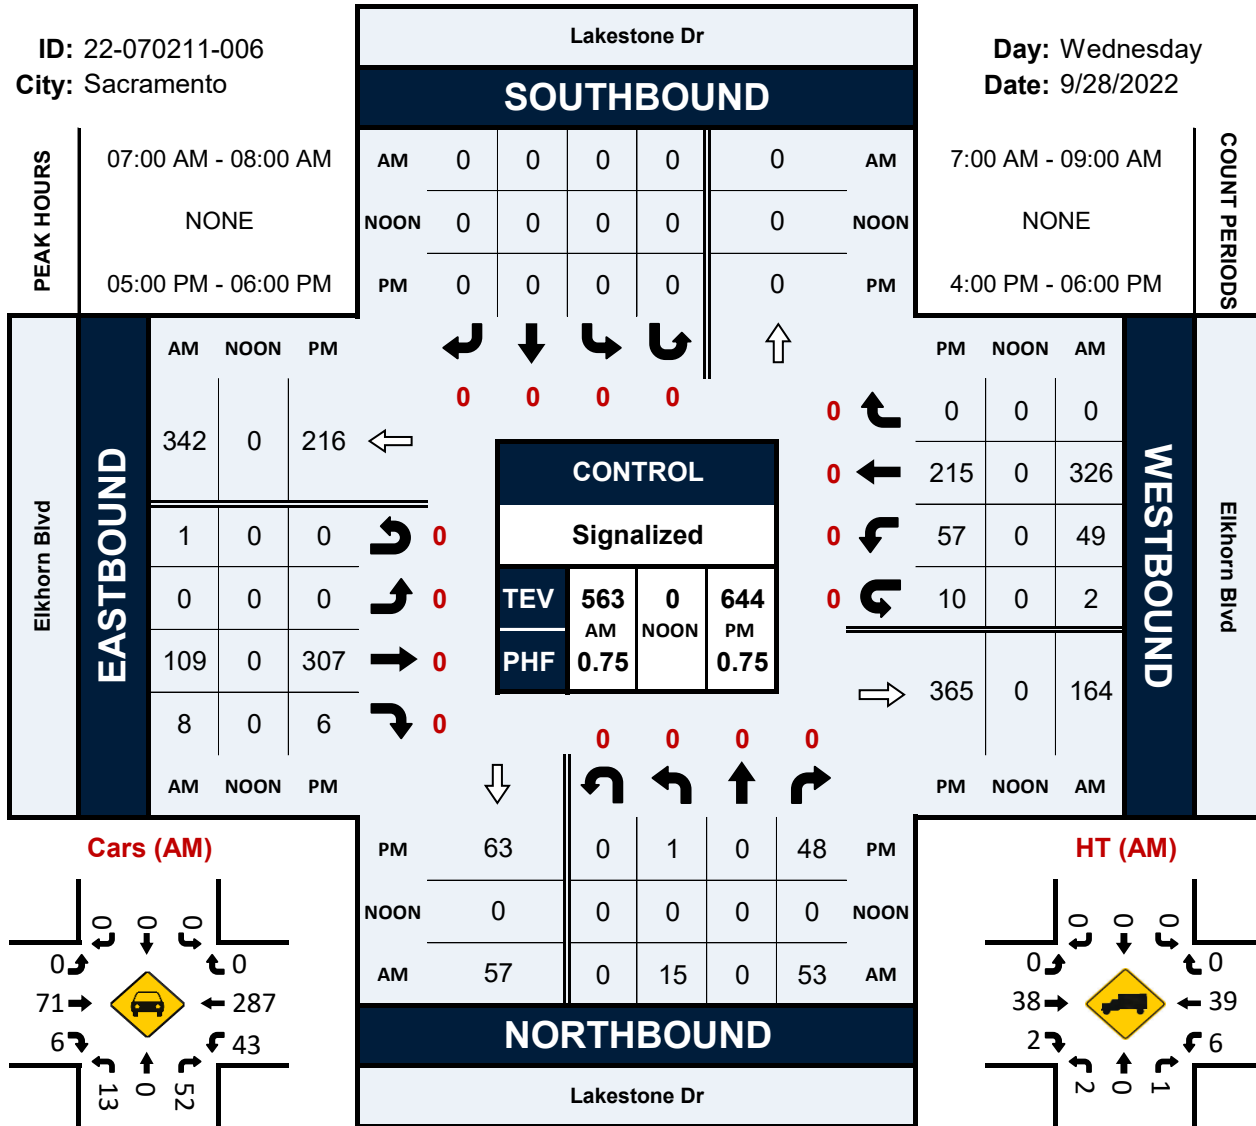 ID: 22-070211-006
City: Sacramento
Lakestone Dr
SOUTHBOUND
Day: Wednesday
Date: 9/28/2022
PEAK HOURS
07:00 AM - 08:00 AM
NONE
05:00 PM - 06:00 PM
AM 0 0 0 0 0 AM
NOON 0 0 0 0 0 NOON
PM 0 0 0 0 0 PM
7:00 AM - 09:00 AM
NONE
4:00 PM - 06:00 PM
COUNT PERIODS
0 0 0 0
Elkhorn Blvd
EASTBOUND
AM NOON PM
342 0 216
1 0 0 0
0 0 0 0
109 0 307 0
8 0 6 0
AM NOON PM
CONTROL
Signalized
TEV 563 0 644
AM NOON PM
PHF 0.75 0.75
PM NOON AM
0 0 0 0
0 215 0 326
0 57 0 49
0 10 0 2
365 0 164
PM NOON AM
WESTBOUND
Elkhorn Blvd
0 0 0 0
PM 63 0 1 0 48 PM
NOON 0 0 0 0 0 NOON
AM 57 0 15 0 53 AM
NORTHBOUND
Lakestone Dr
Cars (AM)
0 0 0
0 0
71 287
6 43
13 0 52
HT (AM)
0 0 0
0 0
38 39
2 6
2 0 1